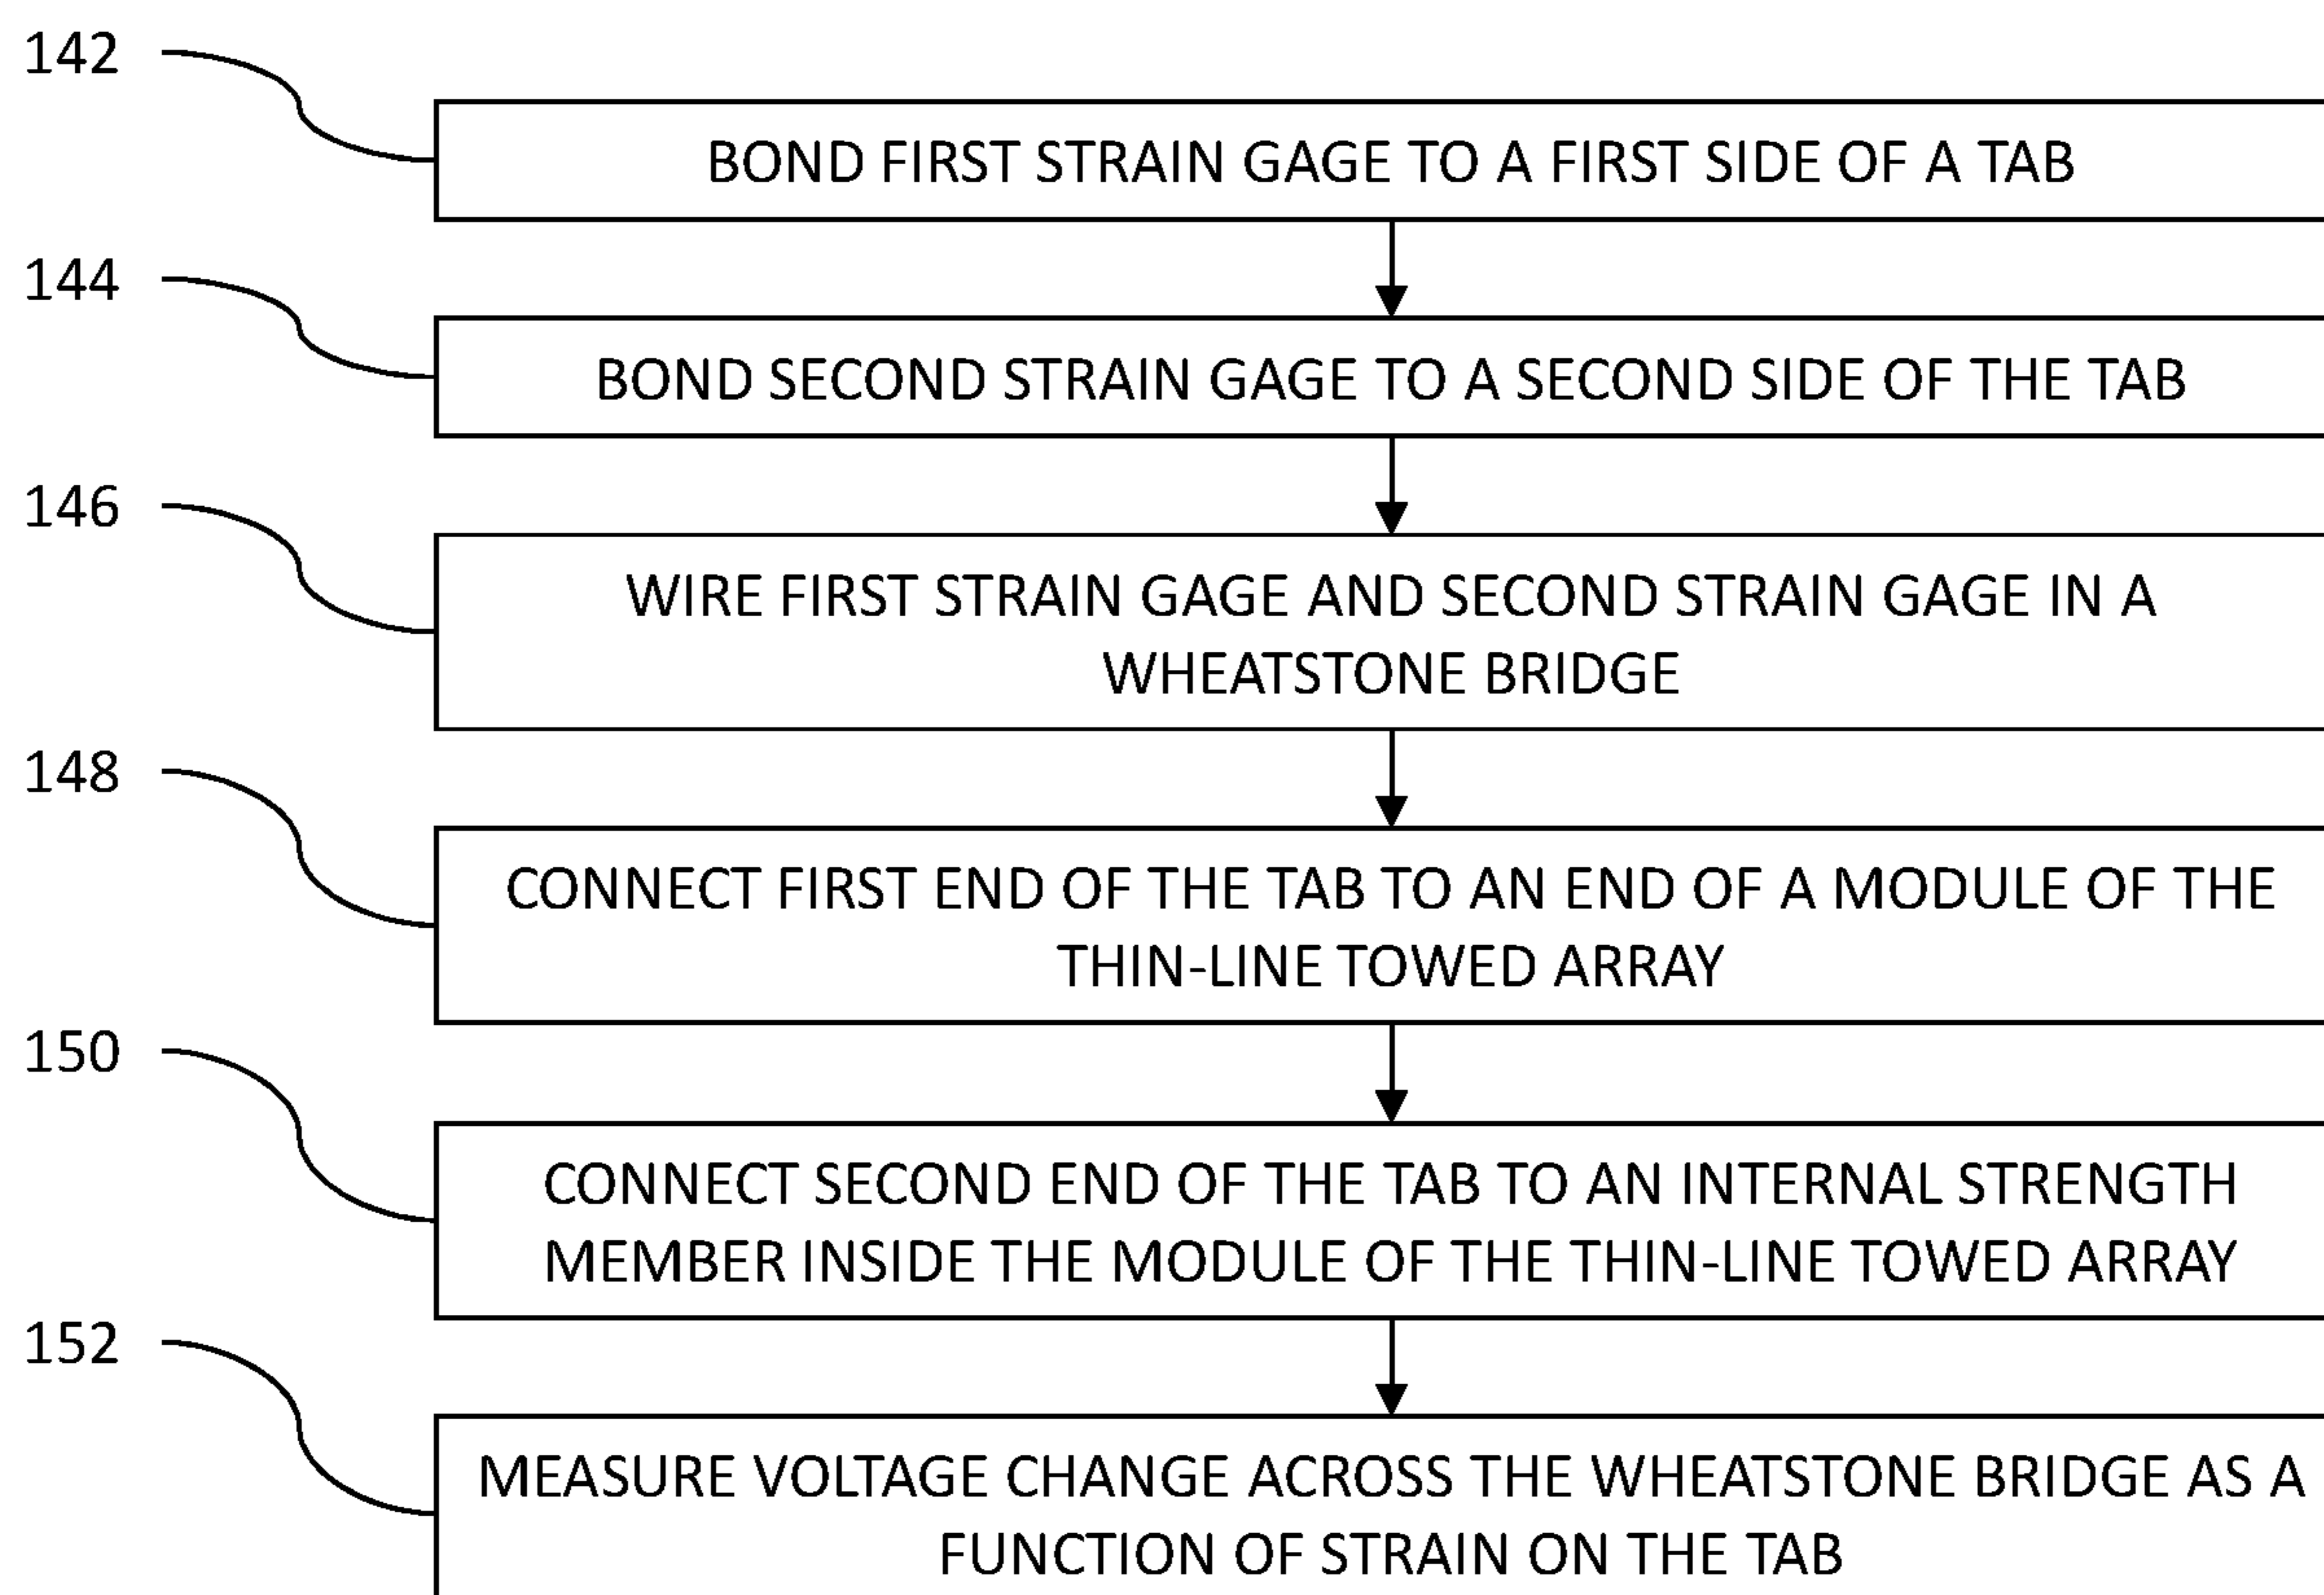 142
BOND FIRST STRAIN GAGE TO A FIRST SIDE OF A TAB
144
BOND SECOND STRAIN GAGE TO A SECOND SIDE OF THE TAB
146
WIRE FIRST STRAIN GAGE AND SECOND STRAIN GAGE IN A
WHEATSTONE BRIDGE
148
CONNECT FIRST END OF THE TAB TO AN END OF A MODULE OF THE
THIN-LINE TOWED ARRAY
150
CONNECT SECOND END OF THE TAB TO AN INTERNAL STRENGTH
MEMBER INSIDE THE MODULE OF THE THIN-LINE TOWED ARRAY
152
MEASURE VOLTAGE CHANGE ACROSS THE WHEATSTONE BRIDGE AS A
FUNCTION OF STRAIN ON THE TAB